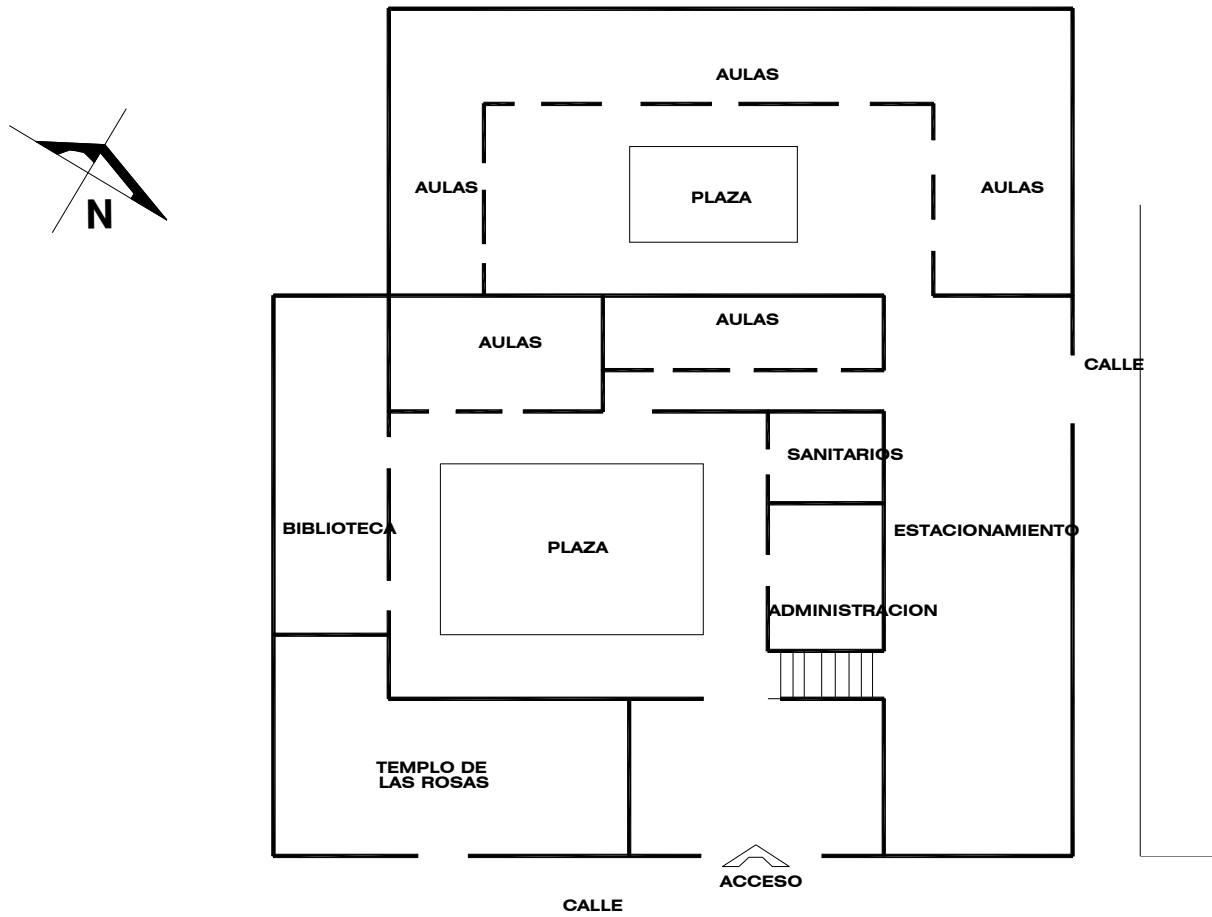 AULAS
AULAS
PLAZA
AULAS
N
AULAS
AULAS
CALLE
SANITARIOS
BIBLIOTECA
PLAZA
ESTACIONAMIENTO
ADMINISTRACION
TEMPLO DE
LAS ROSAS
ACCESO
CALLE